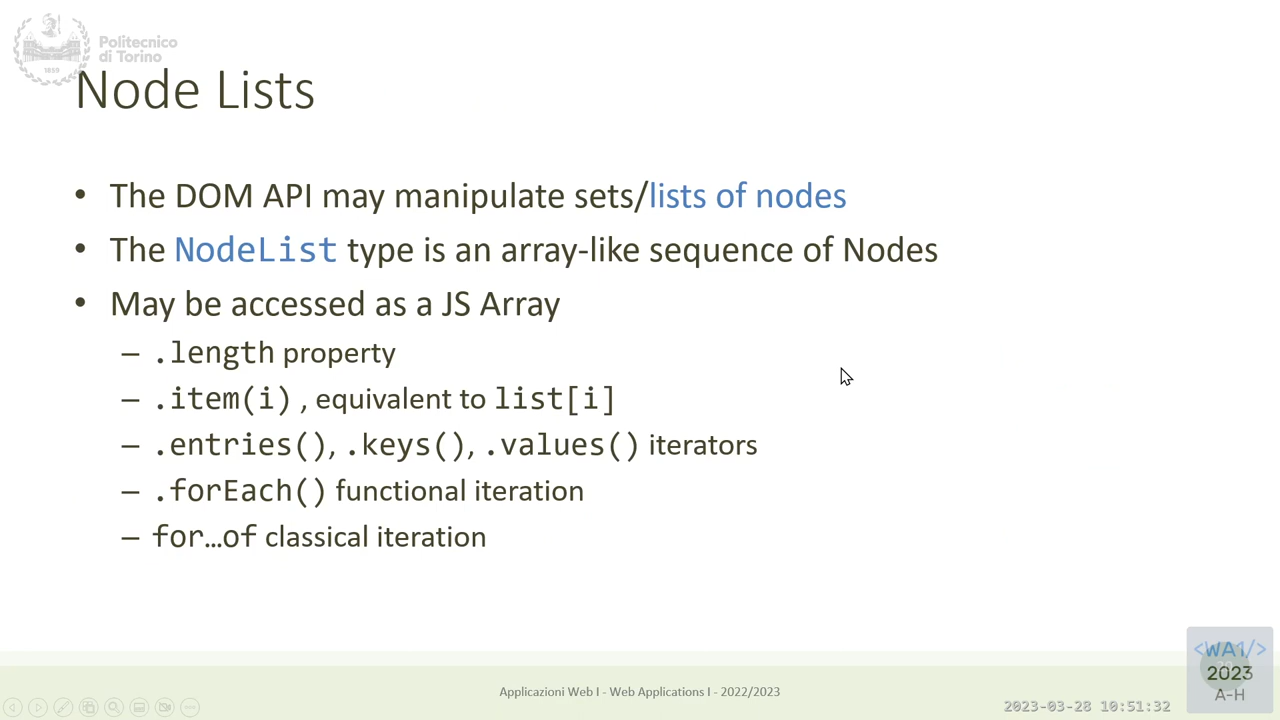 Politecnico
di Torino
1859
Node Lists
• The DOM API may manipulate sets/lists of nodes
• The NodeList type is an array-like sequence of Nodes
• May be accessed as a JS Array
– .length property
– .item(i) , equivalent to list[i]
– .entries(), .keys(), .values() iterators
– .forEach() functional iteration
– for…of classical iteration
Applicazioni Web I - Web Applications I - 2022/2023
2023-03-28 10:51:32
<WA1/>
2023
A-H